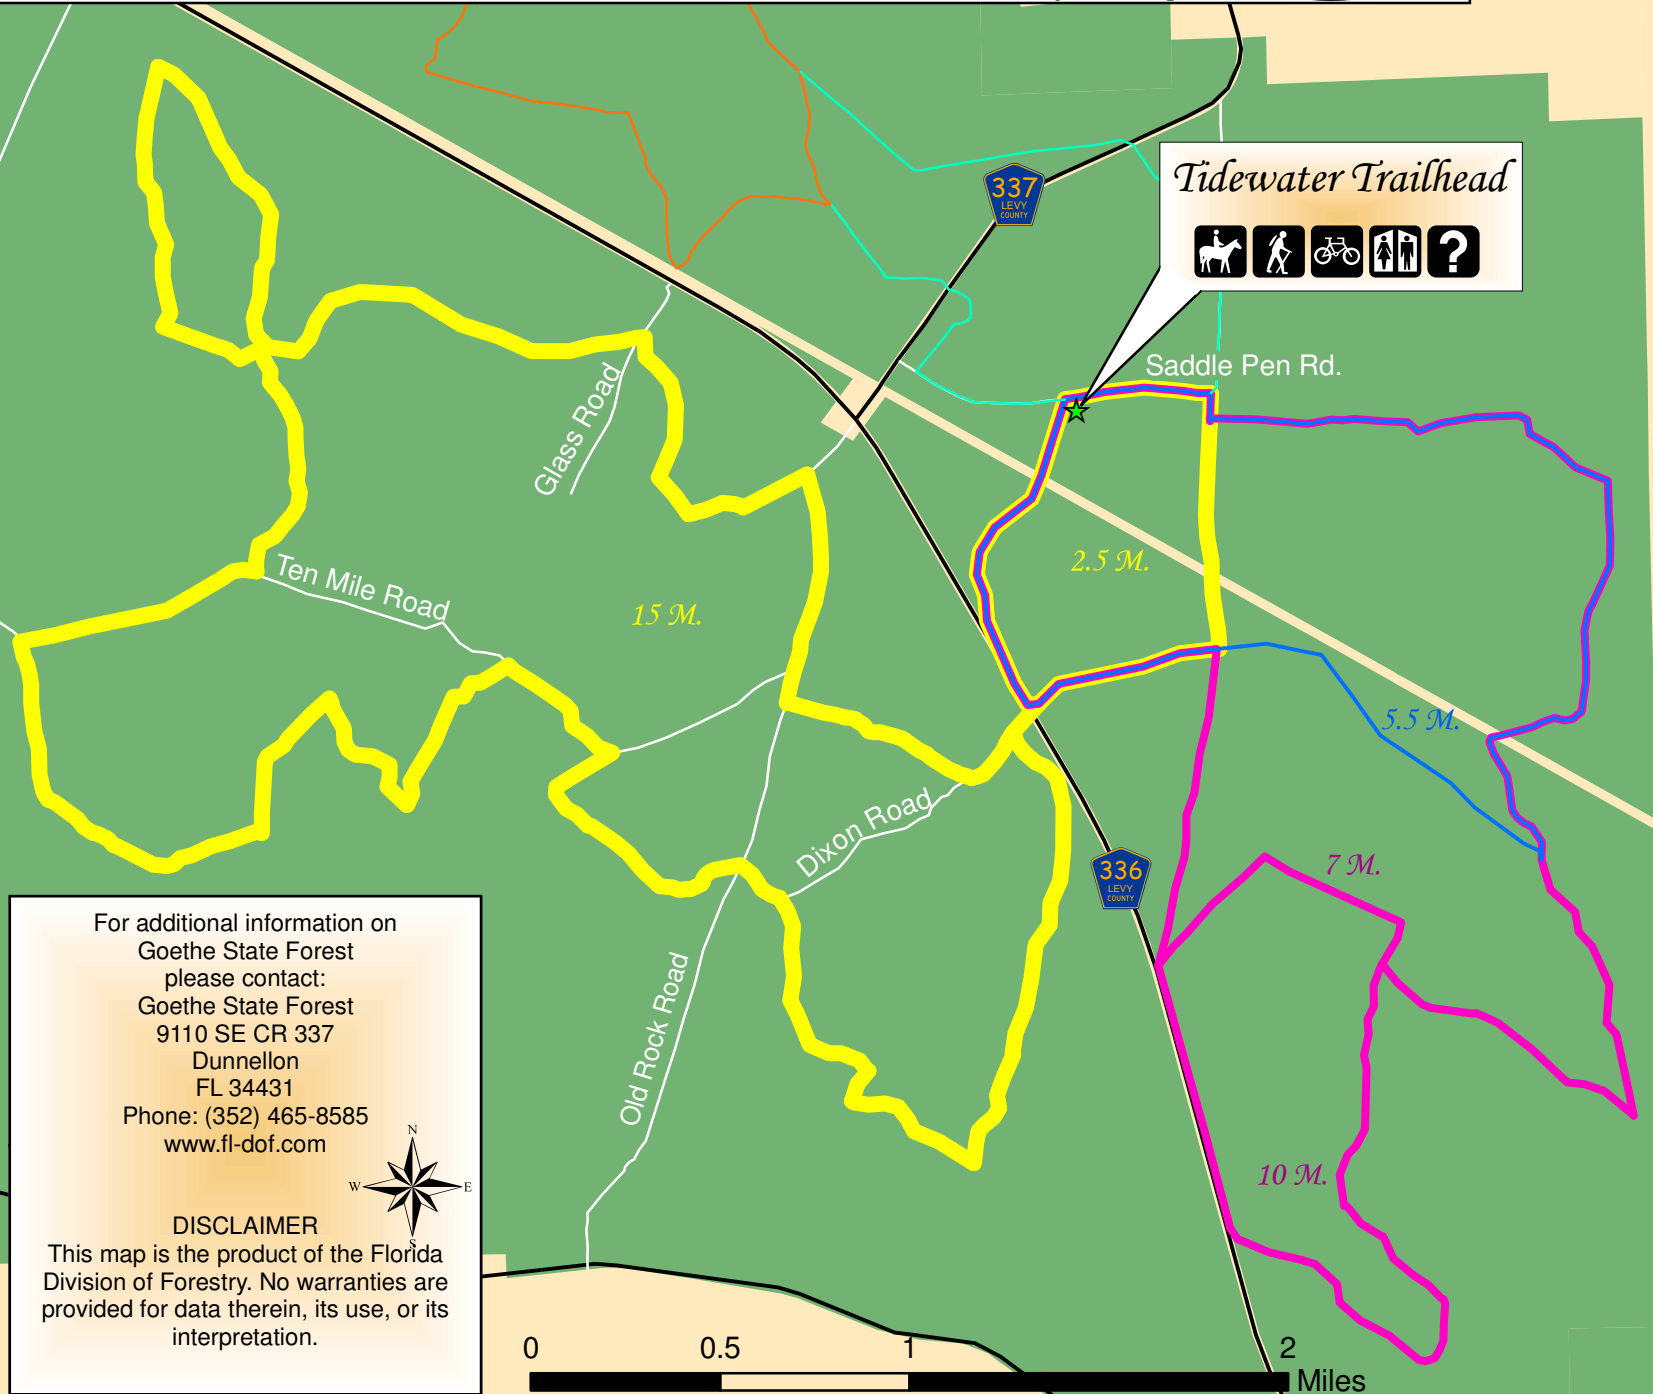 337
LEVY
COUNTY
Tidewater Trailhead
?
Saddle Pen Rd.
Glass Road
2.5 M.
Ten Mile Road
15 M.
5.5 M.
Dixon Road
336
LEVY
COUNTY
7 M.
Old Rock Road
10 M.
For additional information on
Goethe State Forest
please contact:
Goethe State Forest
9110 SE CR 337
Dunnellon
FL 34431
Phone: (352) 465-8585
www.fl-dof.com
N
W E
S
DISCLAIMER
This map is the product of the Florida
Division of Forestry. No warranties are
provided for data therein, its use, or its
interpretation.
0 0.5 1 2
Miles